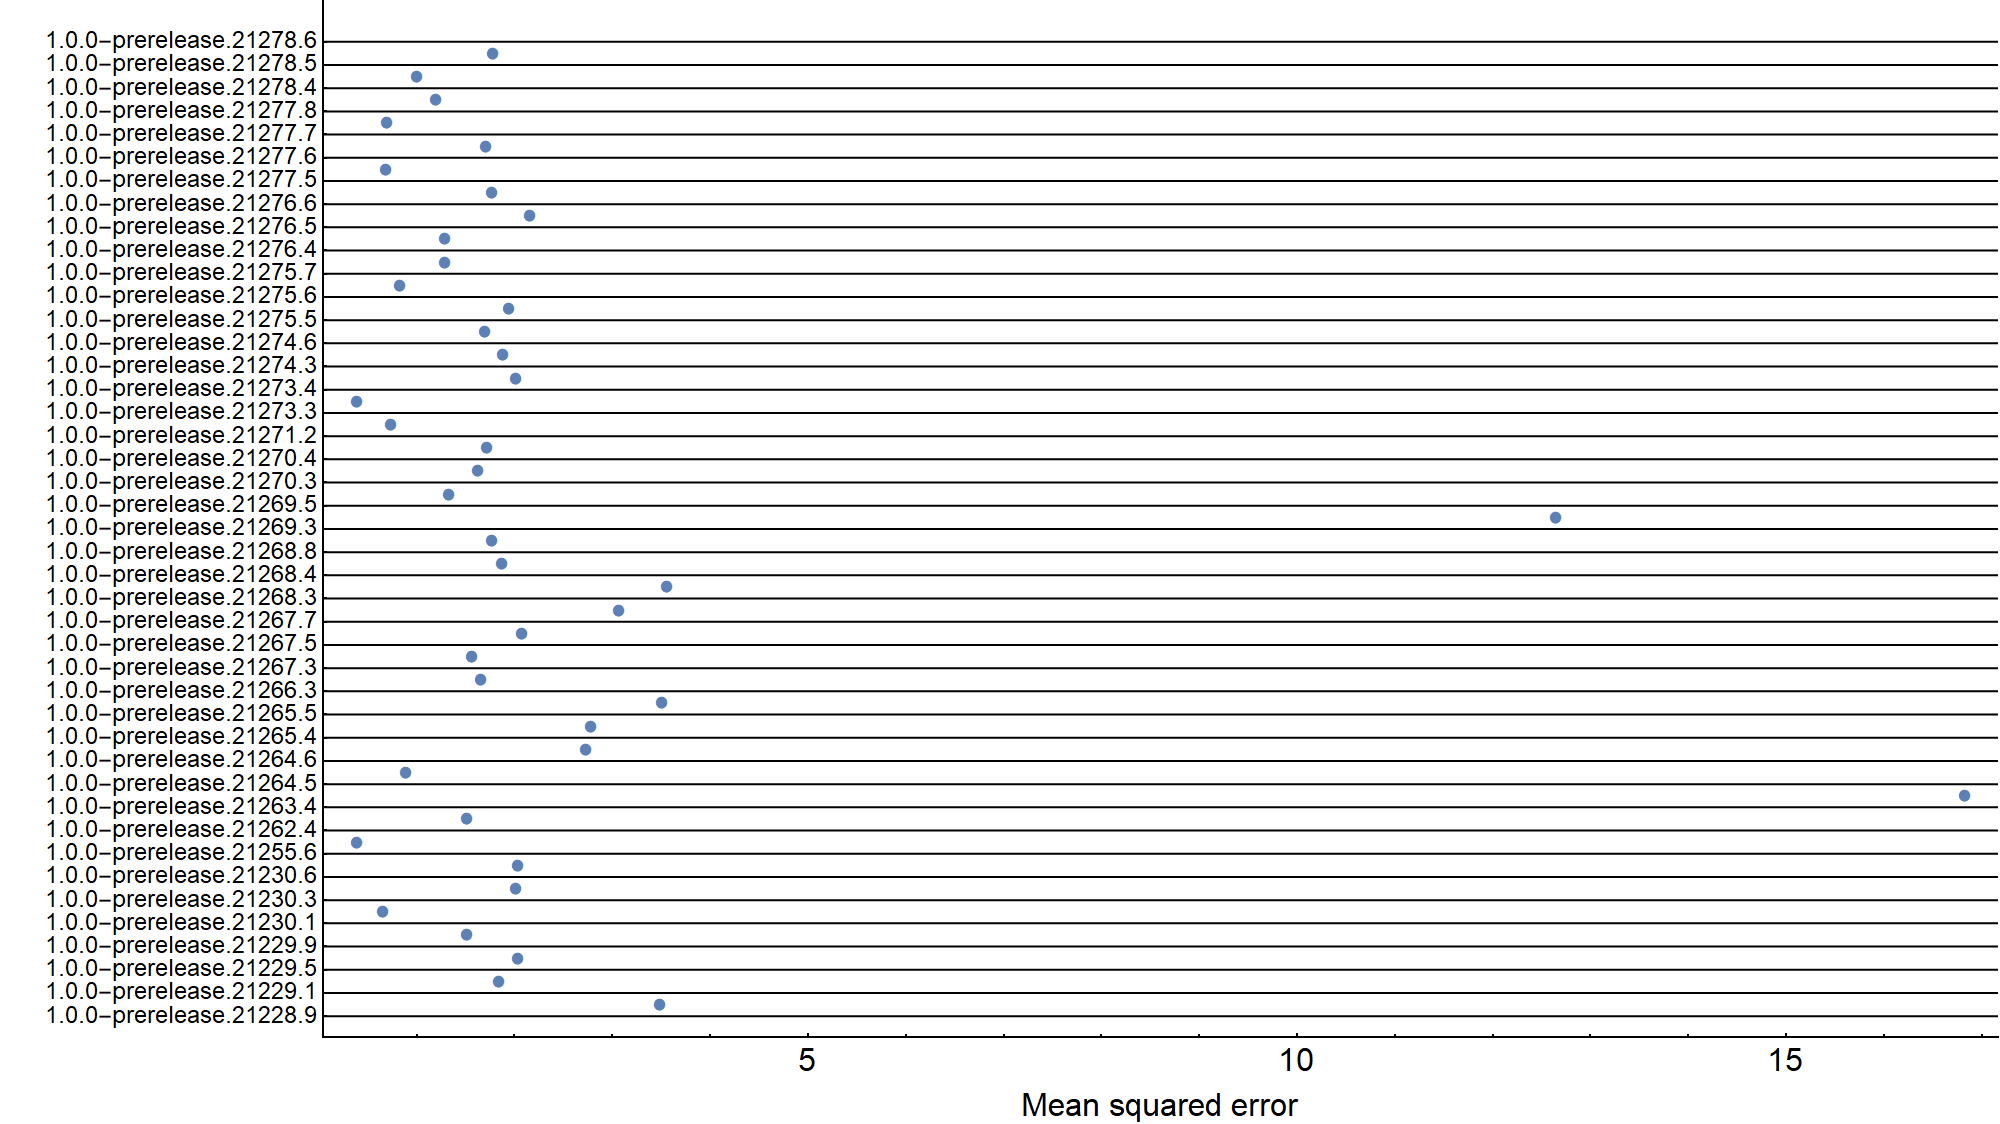 1.0.0–prerelease.21278.6
1.0.0–prerelease.21278.5
1.0.0–prerelease.21278.4
1.0.0–prerelease.21277.8
1.0.0–prerelease.21277.7
1.0.0–prerelease.21277.6
1.0.0–prerelease.21277.5
1.0.0–prerelease.21276.6
1.0.0–prerelease.21276.5
1.0.0–prerelease.21276.4
1.0.0–prerelease.21275.7
1.0.0–prerelease.21275.6
1.0.0–prerelease.21275.5
1.0.0–prerelease.21274.6
1.0.0–prerelease.21274.3
1.0.0–prerelease.21273.4
1.0.0–prerelease.21273.3
1.0.0–prerelease.21271.2
1.0.0–prerelease.21270.4
1.0.0–prerelease.21270.3
1.0.0–prerelease.21269.5
1.0.0–prerelease.21269.3
1.0.0–prerelease.21268.8
1.0.0–prerelease.21268.4
1.0.0–prerelease.21268.3
1.0.0–prerelease.21267.7
1.0.0–prerelease.21267.5
1.0.0–prerelease.21267.3
1.0.0–prerelease.21266.3
1.0.0–prerelease.21265.5
1.0.0–prerelease.21265.4
1.0.0–prerelease.21264.6
1.0.0–prerelease.21264.5
1.0.0–prerelease.21263.4
1.0.0–prerelease.21262.4
1.0.0–prerelease.21255.6
1.0.0–prerelease.21230.6
1.0.0–prerelease.21230.3
1.0.0–prerelease.21230.1
1.0.0–prerelease.21229.9
1.0.0–prerelease.21229.5
1.0.0–prerelease.21229.1
1.0.0–prerelease.21228.9
5 10 15
Mean squared error